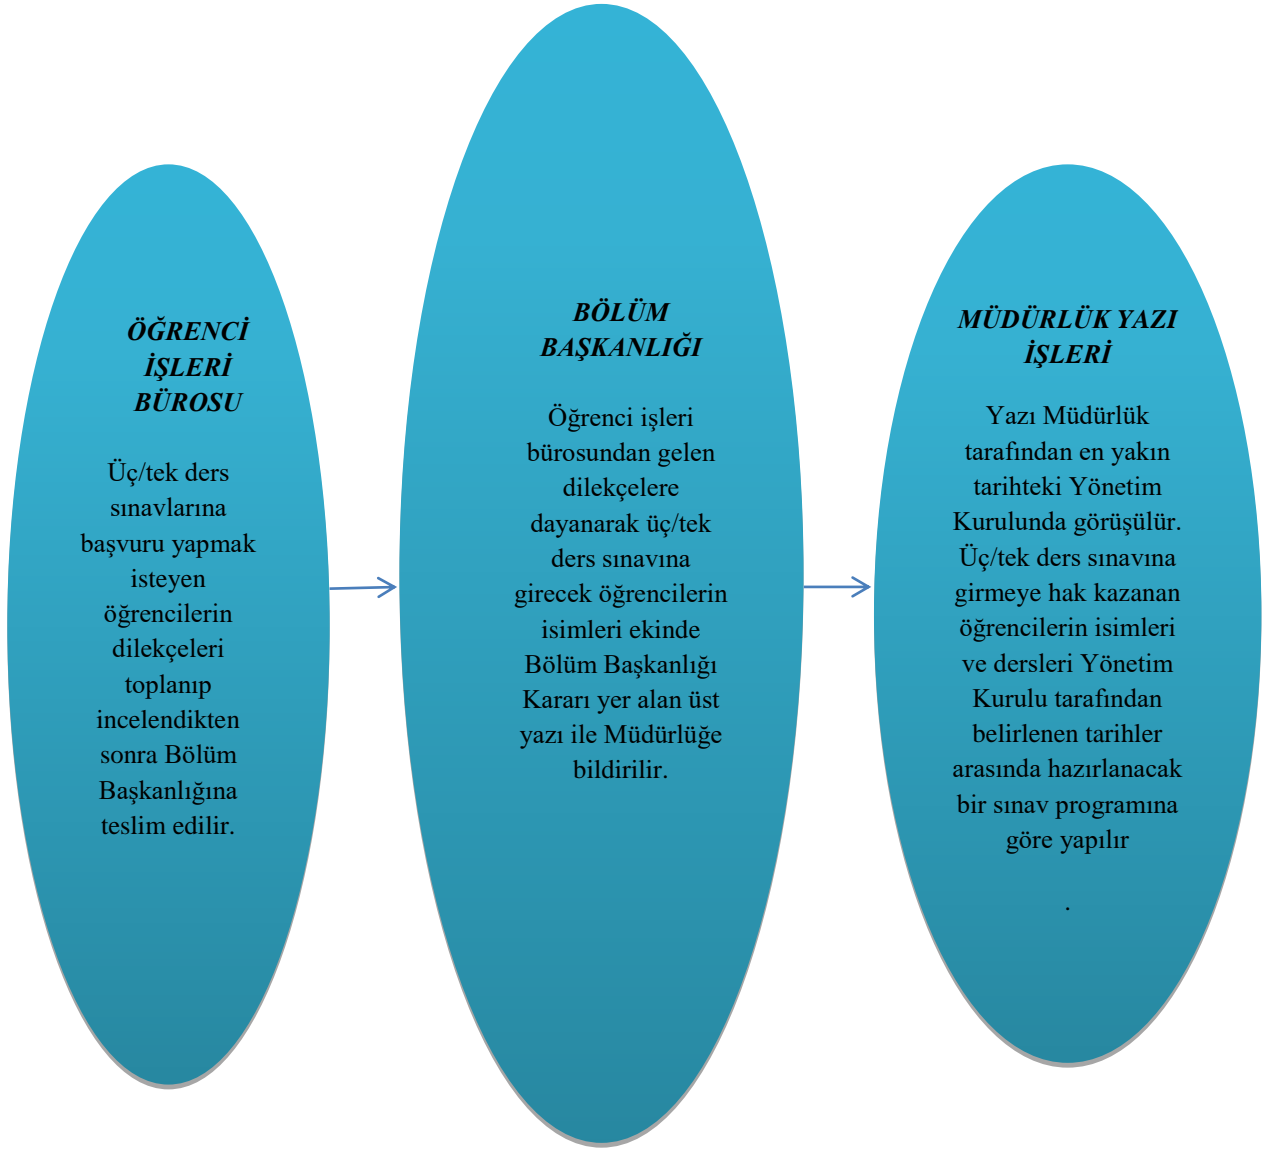 ÖĞRENCİ
İŞLERİ
BÜROSU
Üç/tek ders
sınavlarına
başvuru yapmak
isteyen
öğrencilerin
dilekçeleri
toplanıp
incelendikten
sonra Bölüm
Başkanlığına
teslim edilir.
BÖLÜM
BAŞKANLIĞI
Öğrenci işleri
bürosundan gelen
dilekçelere
dayanarak üç/tek
ders sınavına
girecek öğrencilerin
isimleri ekinde
Bölüm Başkanlığı
Kararı yer alan üst
yazı ile Müdürlüğe
bildirilir.
MÜDÜRLÜK YAZI
İŞLERİ
Yazı Müdürlük
tarafından en yakın
tarihteki Yönetim
Kurulunda görüşülür.
Üç/tek ders sınavına
girmeye hak kazanan
öğrencilerin isimleri
ve dersleri Yönetim
Kurulu tarafından
belirlenen tarihler
arasında hazırlanacak
bir sınav programına
göre yapılır
.